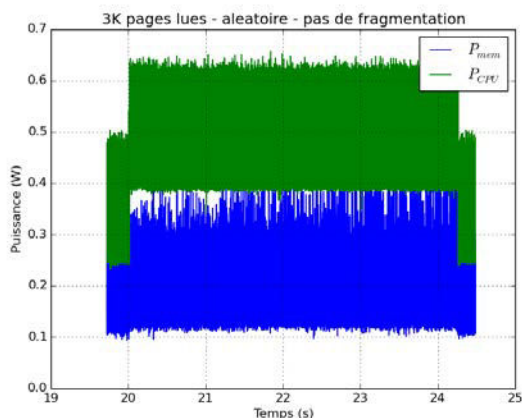 3K pages lues - aleatoire - pas de fragmentation
0.7
0.6
0.5
0.4
0.3
0.2
0.1
0.0
Puissance (W)
P_mem
P_CPU
19 20 21 22 23 24 25
Temps (s)